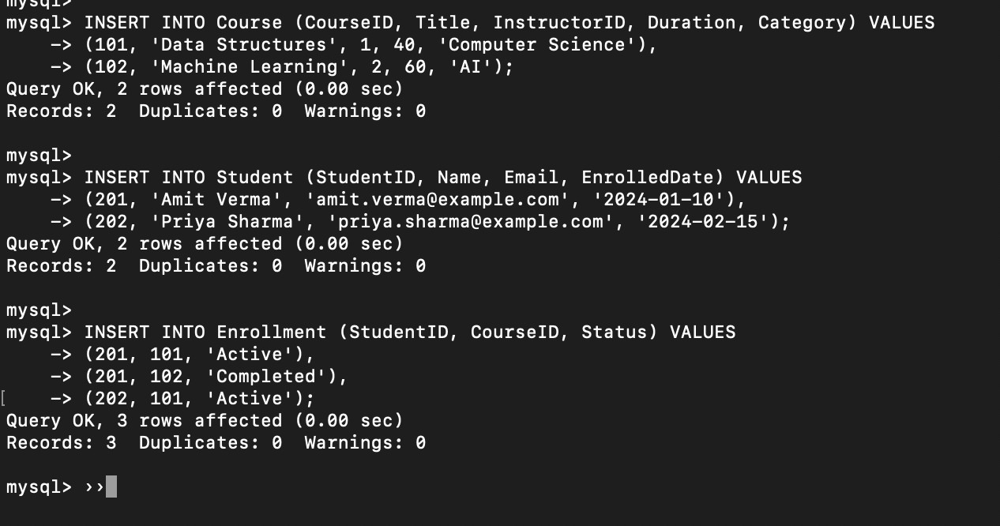 mysql>
mysql> INSERT INTO Course (CourseID, Title, InstructorID, Duration, Category) VALUES
    -> (101, 'Data Structures', 1, 40, 'Computer Science'),
    -> (102, 'Machine Learning', 2, 60, 'AI');
Query OK, 2 rows affected (0.00 sec)
Records: 2  Duplicates: 0  Warnings: 0

mysql>
mysql> INSERT INTO Student (StudentID, Name, Email, EnrolledDate) VALUES
    -> (201, 'Amit Verma', 'amit.verma@example.com', '2024-01-10'),
    -> (202, 'Priya Sharma', 'priya.sharma@example.com', '2024-02-15');
Query OK, 2 rows affected (0.00 sec)
Records: 2  Duplicates: 0  Warnings: 0

mysql>
mysql> INSERT INTO Enrollment (StudentID, CourseID, Status) VALUES
    -> (201, 101, 'Active'),
    -> (201, 102, 'Completed'),
[    -> (202, 101, 'Active');
Query OK, 3 rows affected (0.00 sec)
Records: 3  Duplicates: 0  Warnings: 0

mysql> ››